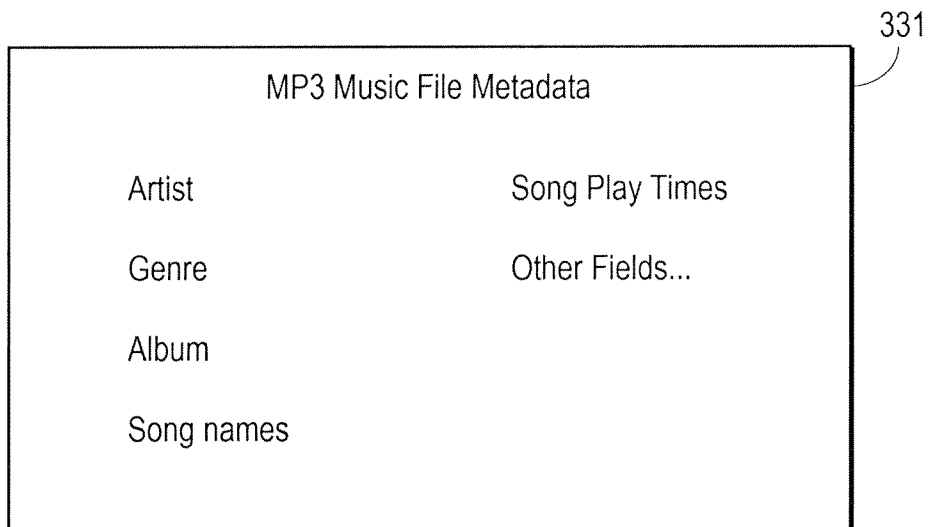 331
MP3 Music File Metadata
Artist
Song Play Times
Genre
Other Fields...
Album
Song names